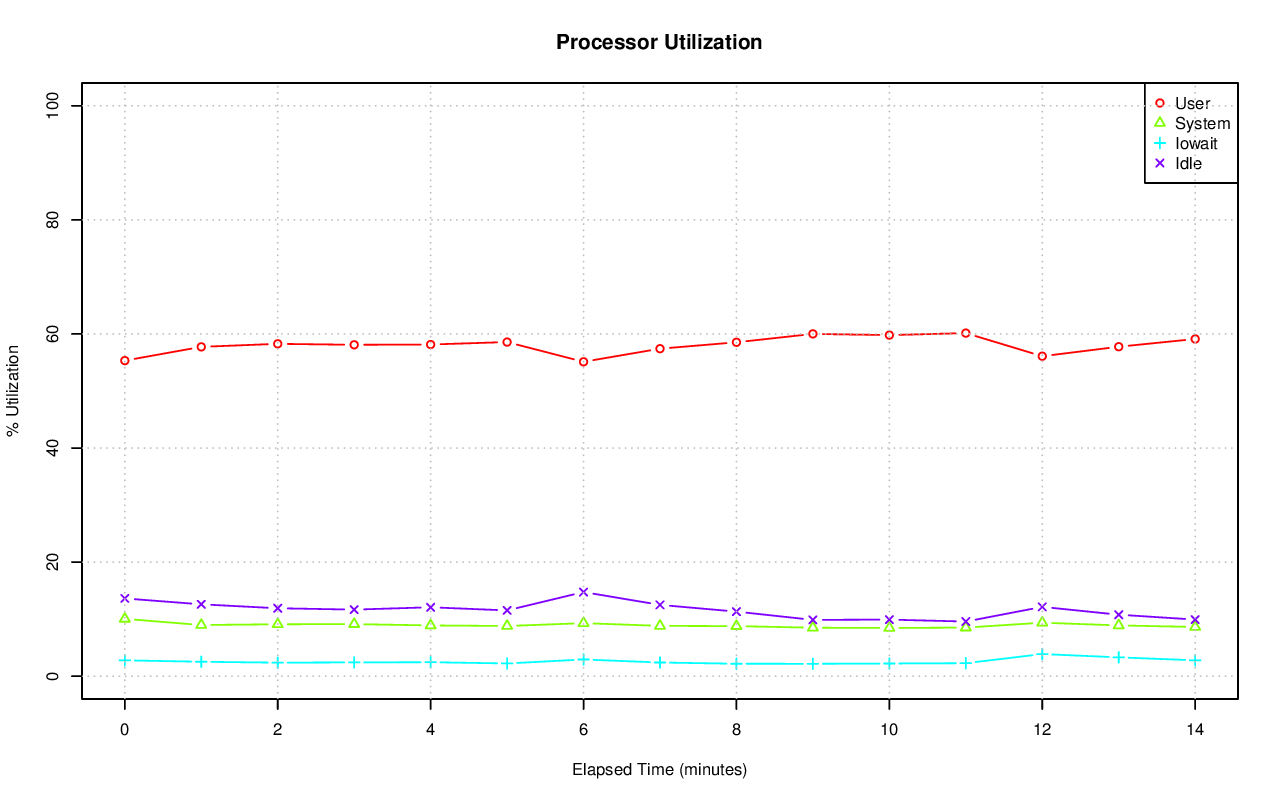 Processor Utilization
User
System
Iowait
Idle
100
80
60
40
20
0
% Utilization
0 2 4 6 8 10 12 14
Elapsed Time (minutes)